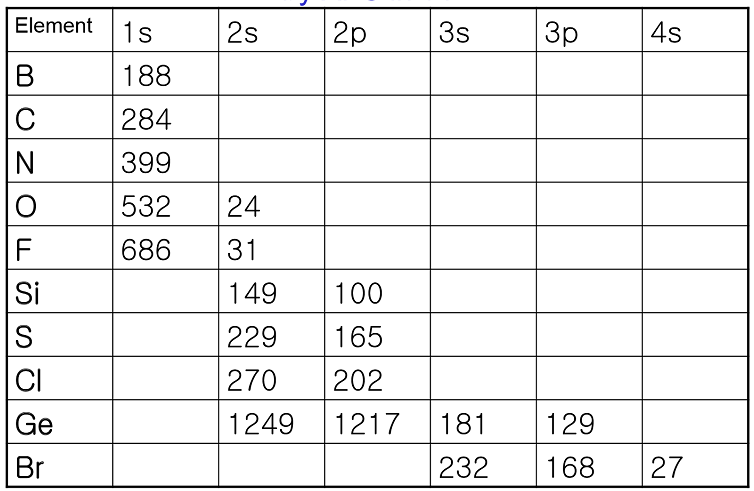 Element 1s 2s 2p 3s 3p 4s
B 188
C 284
N 399
O 532 24
F 686 31
Si 149 100
S 229 165
Cl 270 202
Ge 1249 1217 181 129
Br 232 168 27